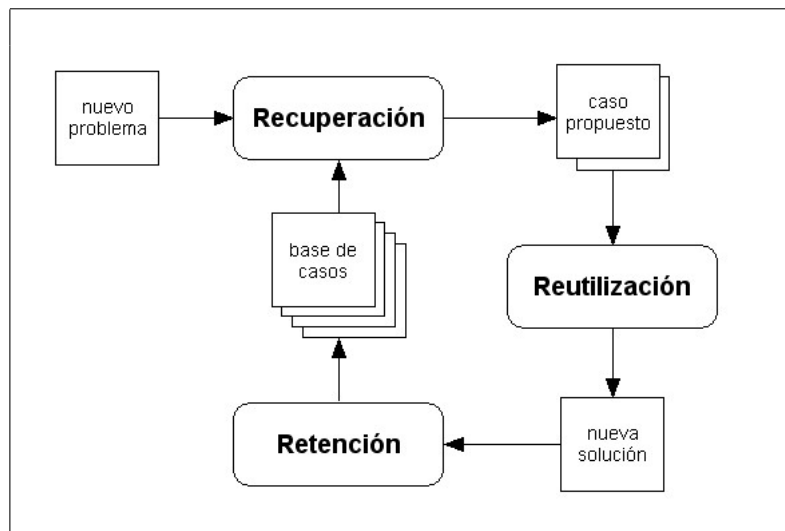 nuevo
problema
Recuperación
caso
propuesto
base de
casos
Reutilización
Retención
nueva
solución